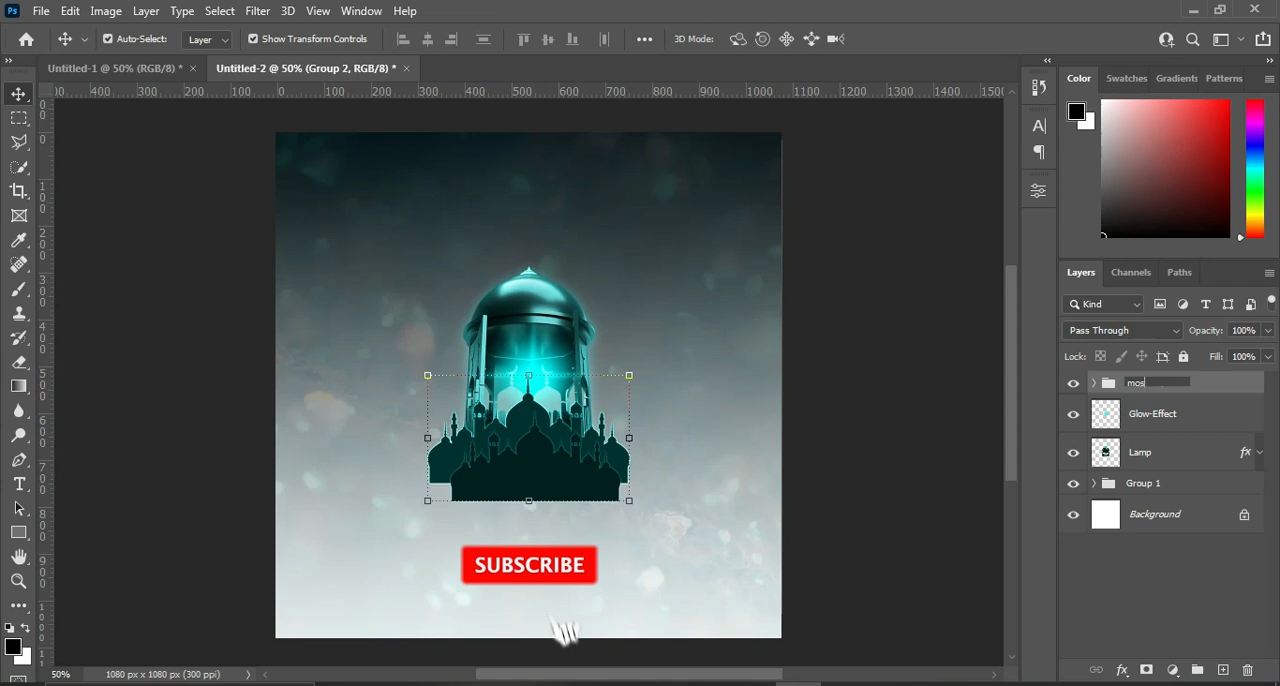 Ps File Edit Image Layer Type Select Filter 3D View Window Help
Auto-Select: Layer Show Transform Controls 3D Mode:
Untitled-1 @ 50% (RGB/8) * × Untitled-2 @ 50% (Group 2, RGB/8) * ×
400 300 200 100 0 100 200 300 400 500 600 700 800 900 1000 1100 1200 1300 1400 1500
Color Swatches Gradients Patterns
Layers Channels Paths
Kind
Pass Through Opacity: 100%
Lock: Fill: 100%
mos
Glow-Effect
Lamp fx
Group 1
Background
SUBSCRIBE
50% 1080 px x 1080 px (300 ppi)